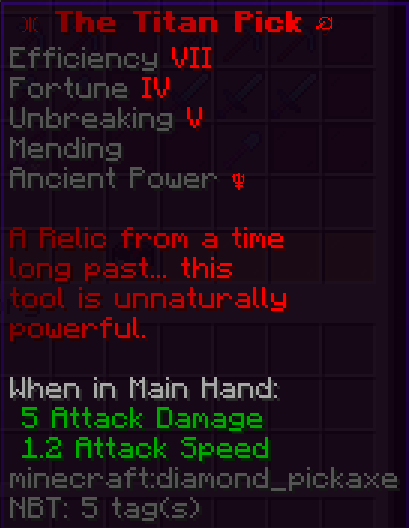 The Titan Pick
Efficiency VII
Fortune IV
Unbreaking V
Mending
Ancient Power ♆
A Relic from a time
long past... this
tool is unnaturally
powerful.
When in Main Hand:
5 Attack Damage
1.2 Attack Speed
minecraft:diamond_pickaxe
NBT: 5 tag(s)